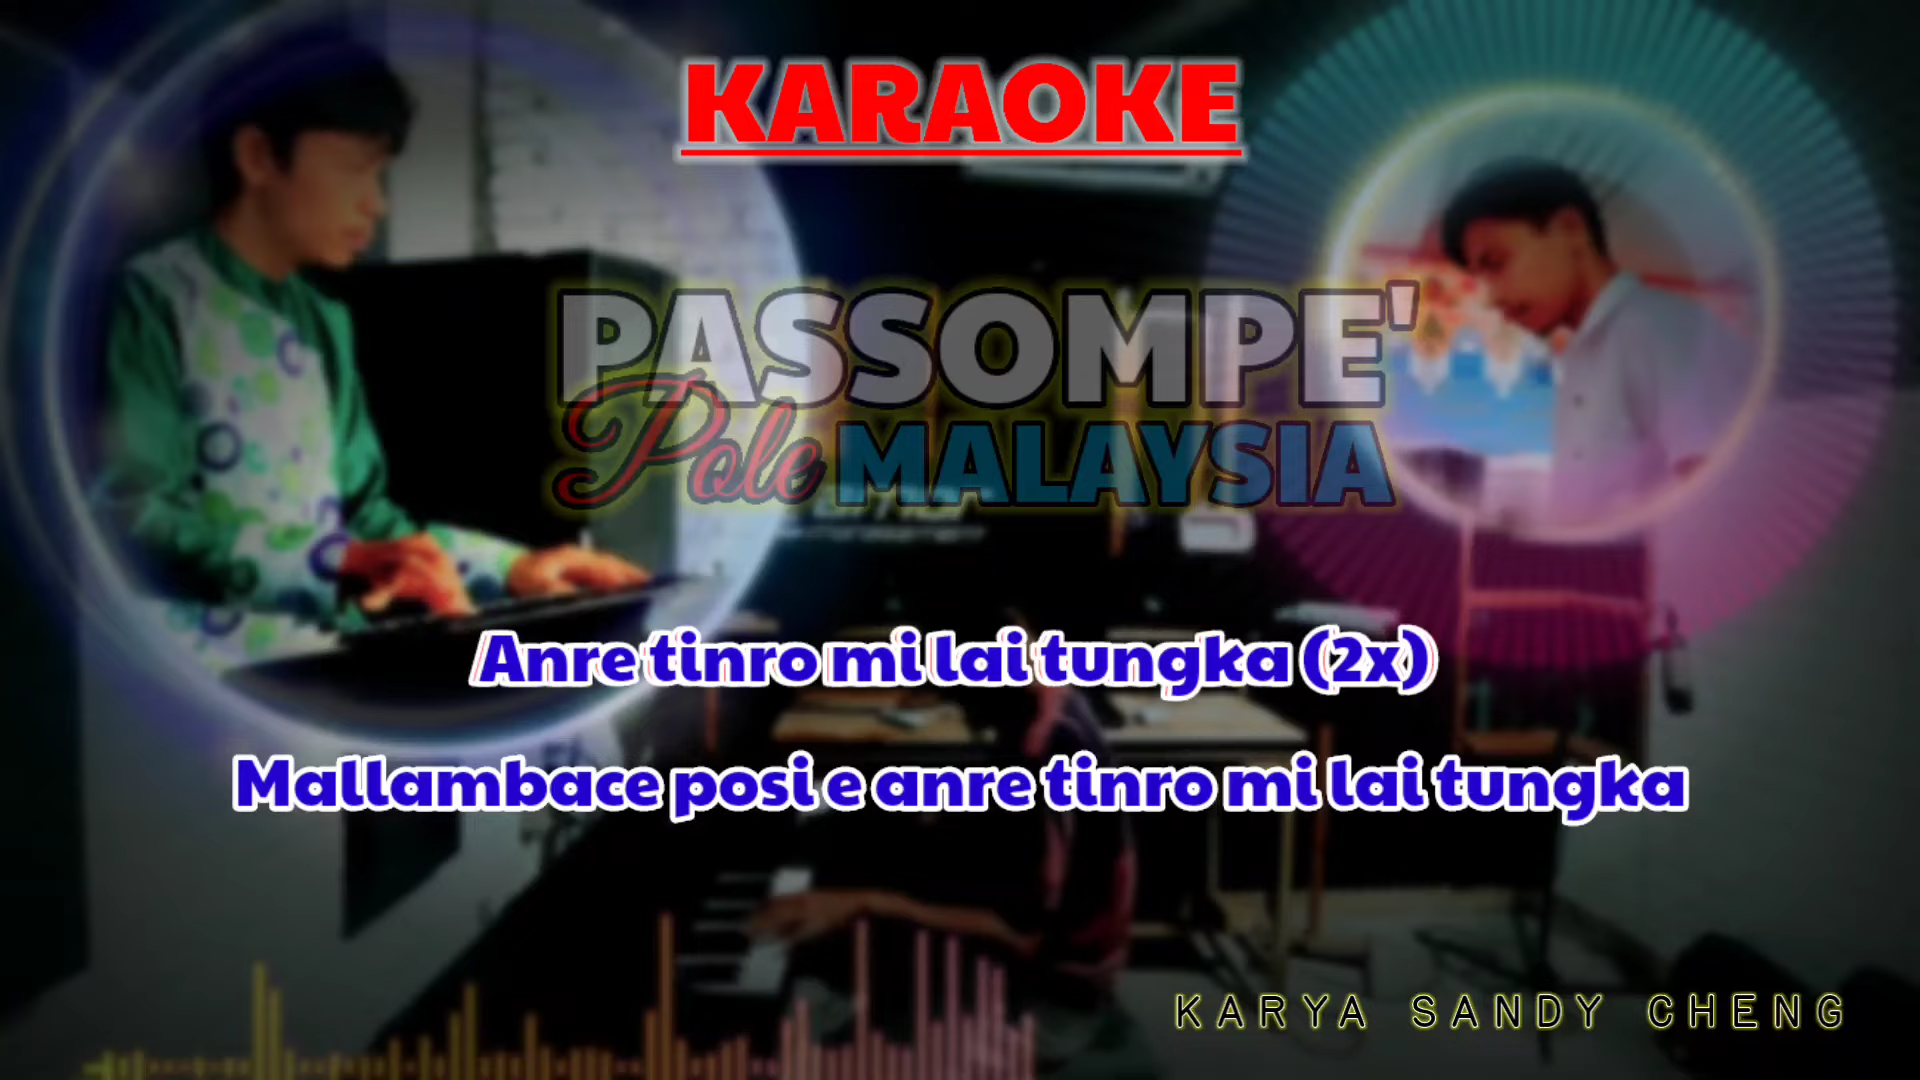 KARAOKE
PASSOMPE'
Pole MALAYSIA
Anre tinro mi lai tungka (2x)
Mallambace posi e anre tinro mi lai tungka
KARYA SANDY CHENG